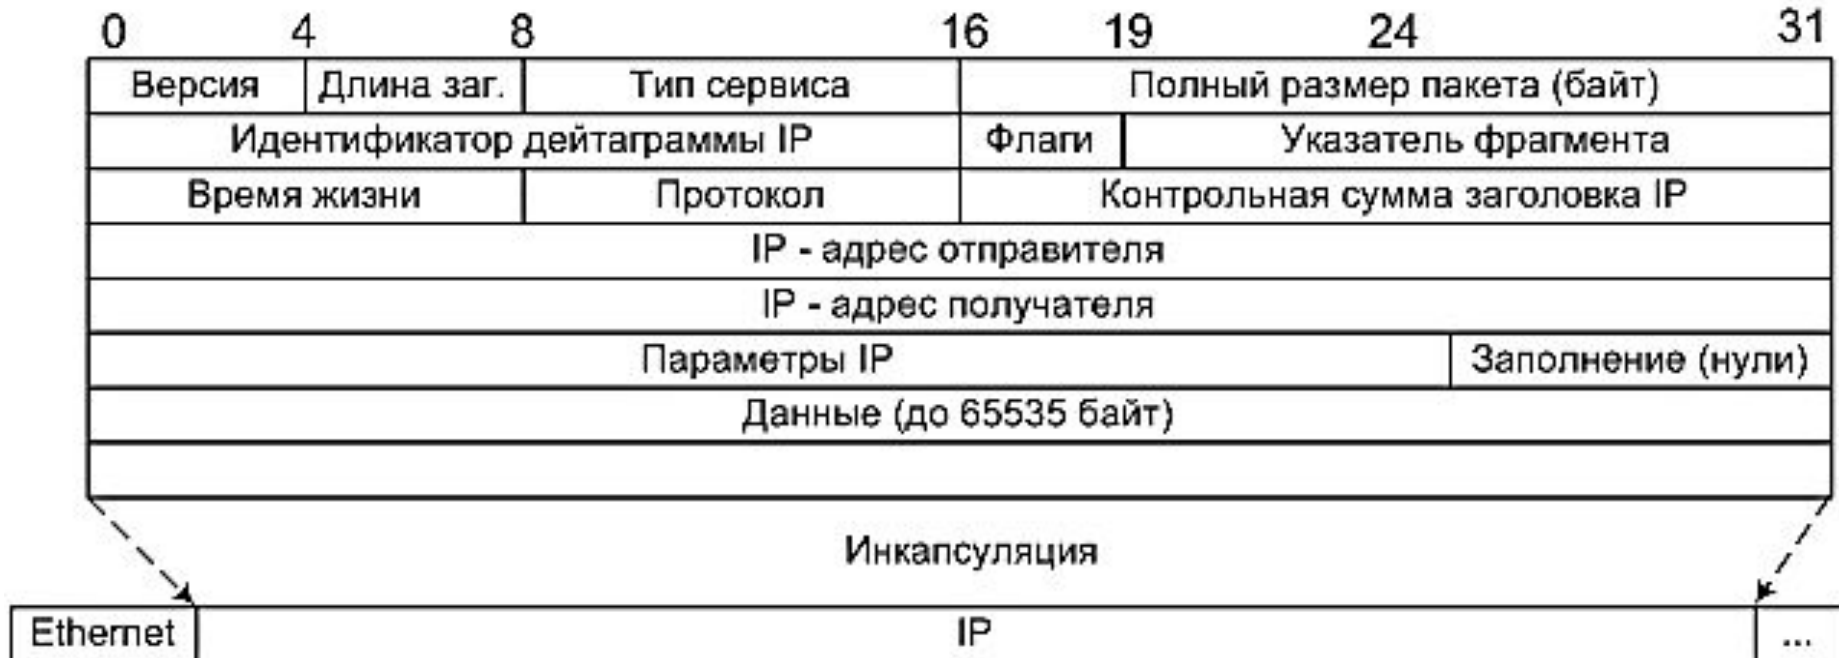 0 4 8 16 19 24 31
Версия Длина заг. Тип сервиса Полный размер пакета (байт)
Идентификатор дейтаграммы IP Флаги Указатель фрагмента
Время жизни Протокол Контрольная сумма заголовка IP
IP - адрес отправителя
IP - адрес получателя
Параметры IP Заполнение (нули)
Данные (до 65535 байт)
Инкапсуляция
Ethernet IP ...